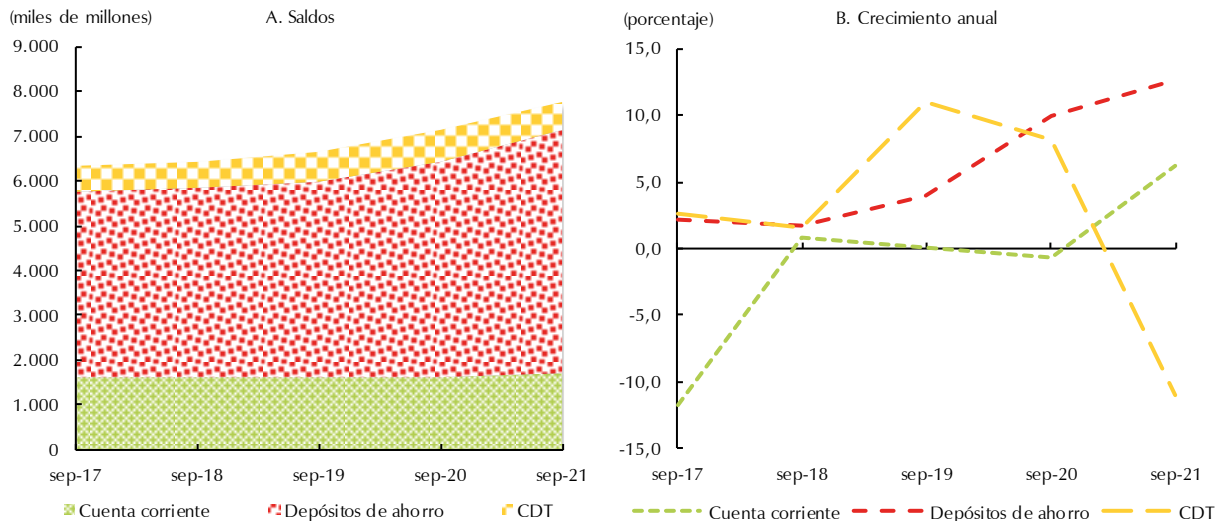 (miles de millones)
A. Saldos
9.000
8.000
7.000
6.000
5.000
4.000
3.000
2.000
1.000
0
sep-17 sep-18 sep-19 sep-20 sep-21
Cuenta corriente Depósitos de ahorro CDT
(porcentaje)
B. Crecimiento anual
15,0
10,0
5,0
0,0
-5,0
-10,0
-15,0
sep-17 sep-18 sep-19 sep-20 sep-21
Cuenta corriente Depósitos de ahorro CDT